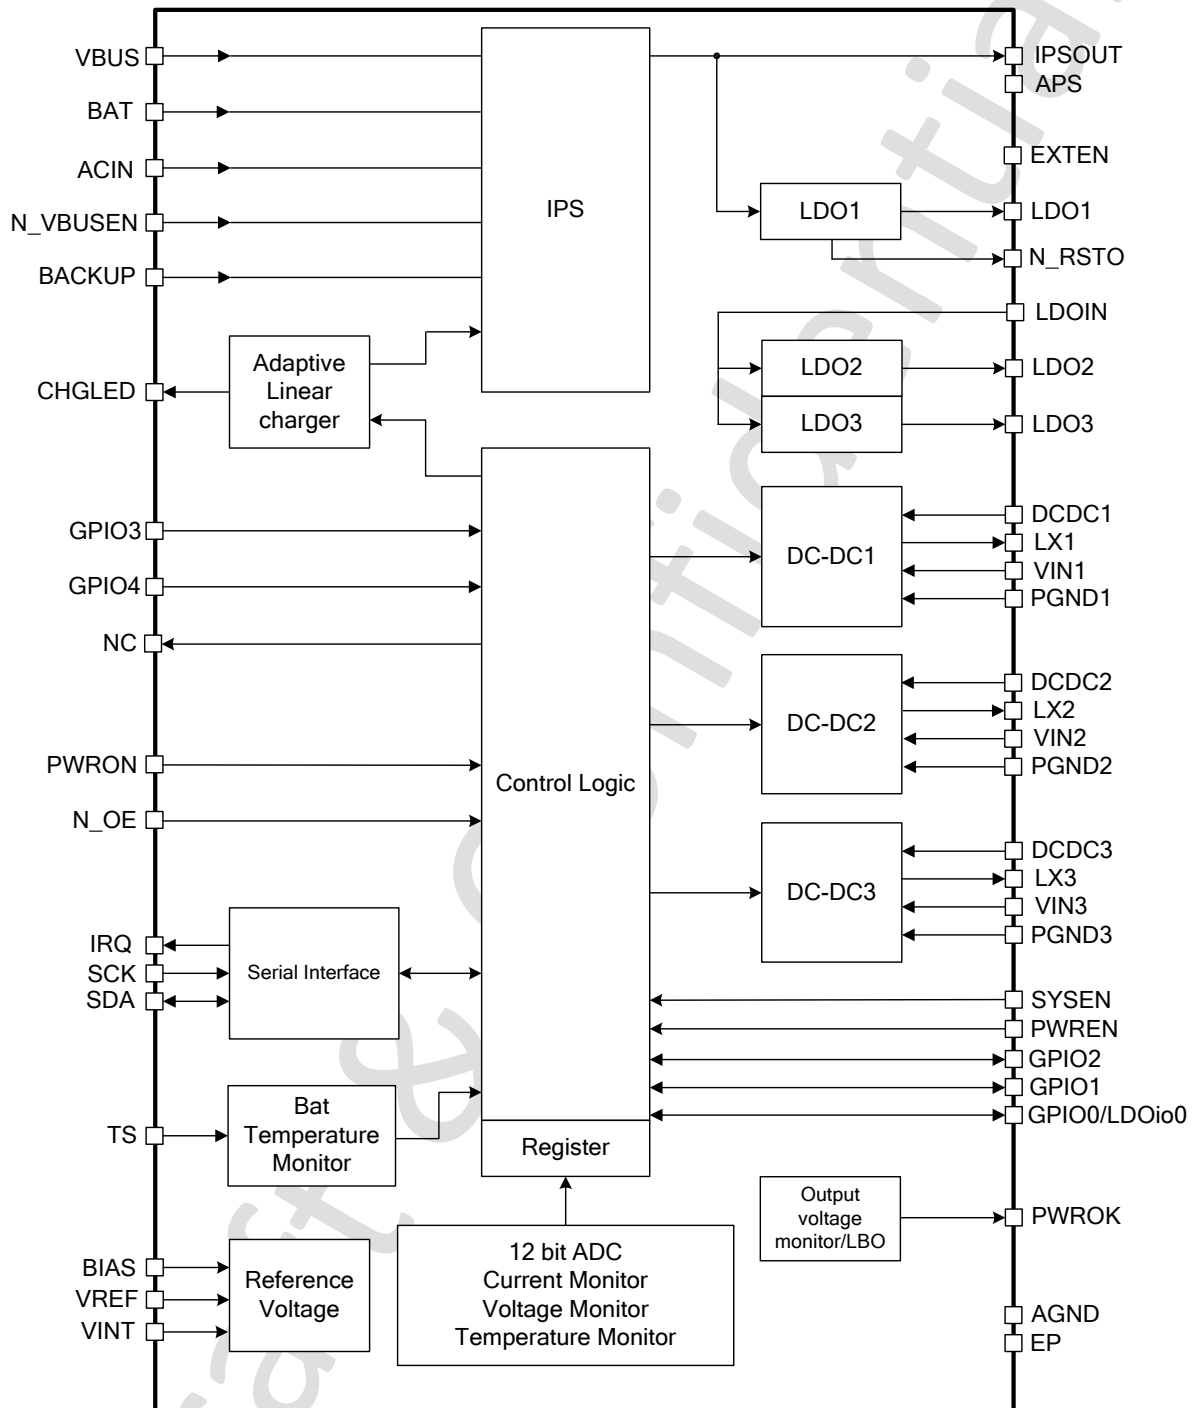 VBUS
BAT
ACIN
N_VBUSEN
BACKUP
CHGLED
GPIO3
GPIO4
NC
PWRON
N_OE
IRQ
SCK
SDA
TS
BIAS
VREF
VINT
IPS
Adaptive
Linear
charger
Control Logic
Serial Interface
Bat
Temperature
Monitor
Register
Reference
Voltage
12 bit ADC
Current Monitor
Voltage Monitor
Temperature Monitor
LDO1
LDO2
LDO3
DC-DC1
DC-DC2
DC-DC3
Output
voltage
monitor/LBO
IPSOUT
APS
EXTEN
LDO1
N_RSTO
LDOIN
LDO2
LDO3
DCDC1
LX1
VIN1
PGND1
DCDC2
LX2
VIN2
PGND2
DCDC3
LX3
VIN3
PGND3
SYSEN
PWREN
GPIO2
GPIO1
GPIO0/LDOio0
PWROK
AGND
EP